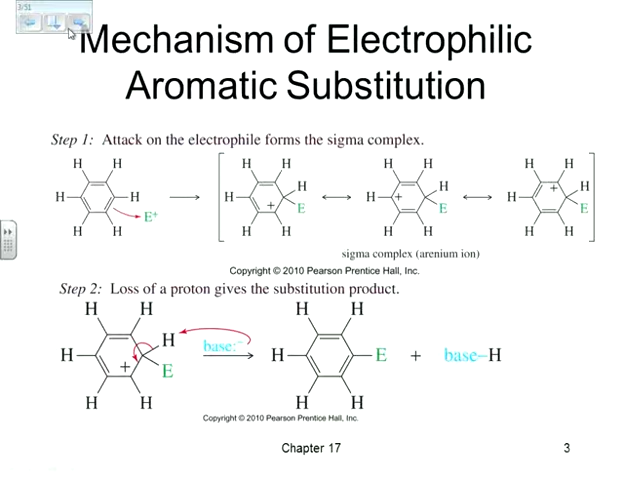 3/31
Mechanism of Electrophilic
Aromatic Substitution
Step 1: Attack on the electrophile forms the sigma complex.
H H H H H H H H
H H E⁺ H + H E H + H E H + H E
H H H H H H H H
sigma complex (arenium ion)
Copyright © 2010 Pearson Prentice Hall, Inc.
Step 2: Loss of a proton gives the substitution product.
H H H H
H + H E base:⁻ H E + base–H
H H H H
Copyright © 2010 Pearson Prentice Hall, Inc.
Chapter 17
3